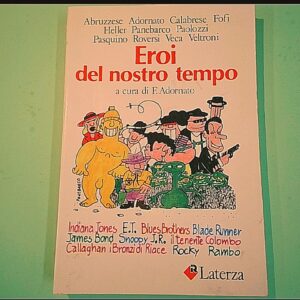 Abruzzese Adornato Calabrese Fofi
Heller Panebarco Paolozzi
Pasquino Roversi Veca Veltroni
Eroi
del nostro tempo
a cura di F. Adornato
PANEBARCO
Indiana Jones E.T. Blues Brothers Blade Runner
James Bond Snoopy J.R. il tenente Colombo
Callaghan i Bronzi di Riace Rocky Rambo
Laterza